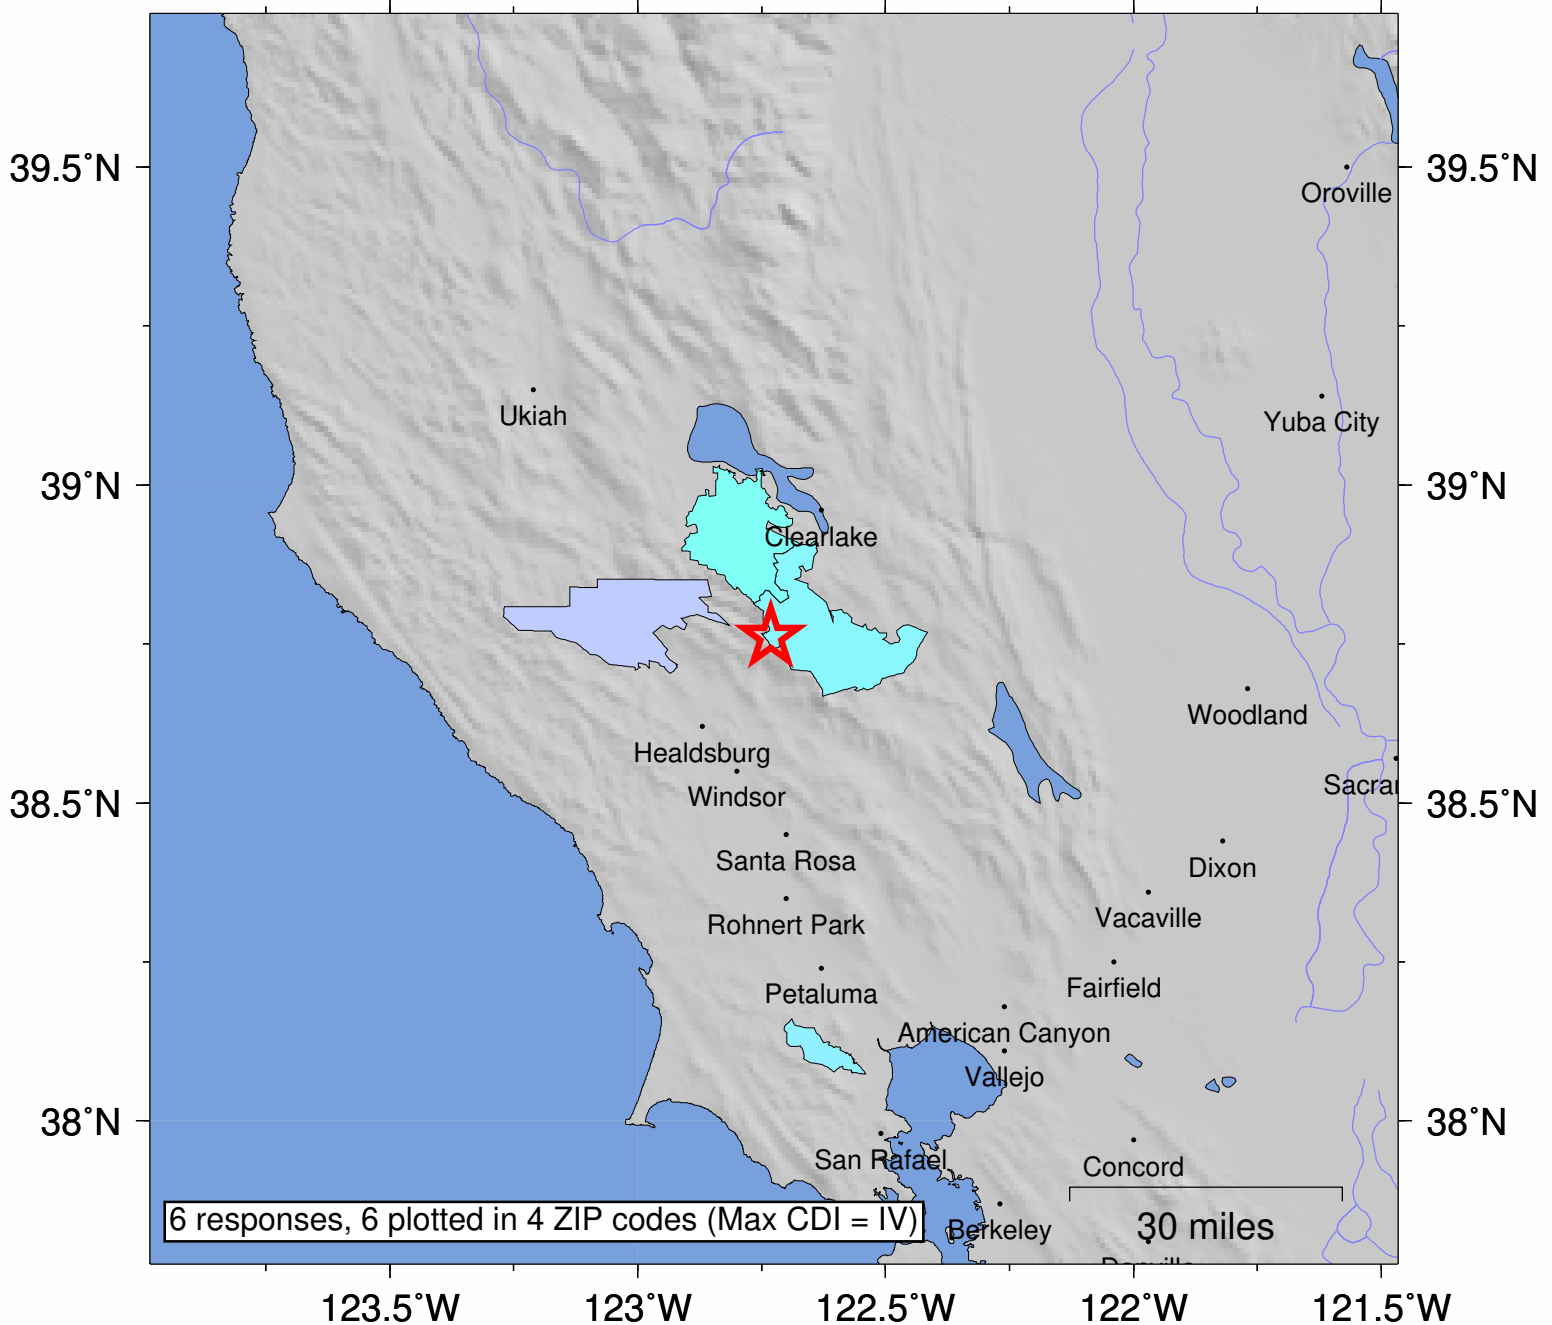 39.5°N
39.5°N
Oroville
Ukiah
Yuba City
39°N
39°N
Clearlake
Woodland
Healdsburg
Sacrar
Windsor
38.5°N
38.5°N
Santa Rosa
Dixon
Rohnert Park
Vacaville
Petaluma
Fairfield
American Canyon
Vallejo
38°N
38°N
San Rafael
Concord
6 responses, 6 plotted in 4 ZIP codes (Max CDI = IV)
Berkeley
30 miles
123.5°W
123°W
122.5°W
122°W
121.5°W